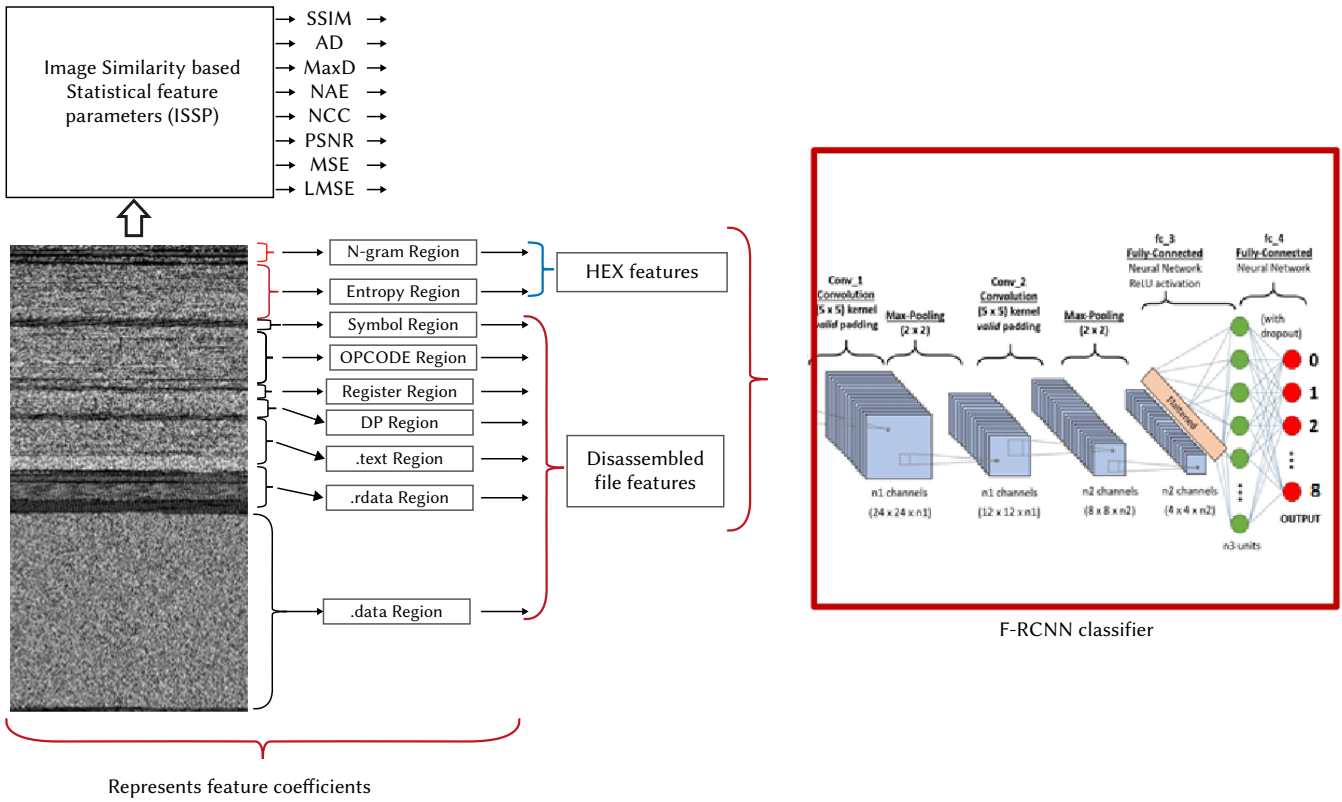 Image Similarity based
Statistical feature
parameters (ISSP)
SSIM
AD
MaxD
NAE
NCC
PSNR
MSE
LMSE
N-gram Region
Entropy Region
Symbol Region
OPCODE Region
Register Region
DP Region
.text Region
.rdata Region
.data Region
HEX features
Disassembled
file features
Conv_1
Convolution
(5 x 5) kernel
valid padding
Max-Pooling
(2 x 2)
Conv_2
Convolution
(5 x 5) kernel
valid padding
Max-Pooling
(2 x 2)
fc_3
Fully-Connected
Neural Network
ReLU activation
fc_4
Fully-Connected
Neural Network
(with
dropout)
Flattened
0
1
2
8
OUTPUT
n1 channels
(24 x 24 x n1)
n1 channels
(12 x 12 x n1)
n2 channels
(8 x 8 x n2)
n2 channels
(4 x 4 x n2)
n3 units
F-RCNN classifier
Represents feature coefficients